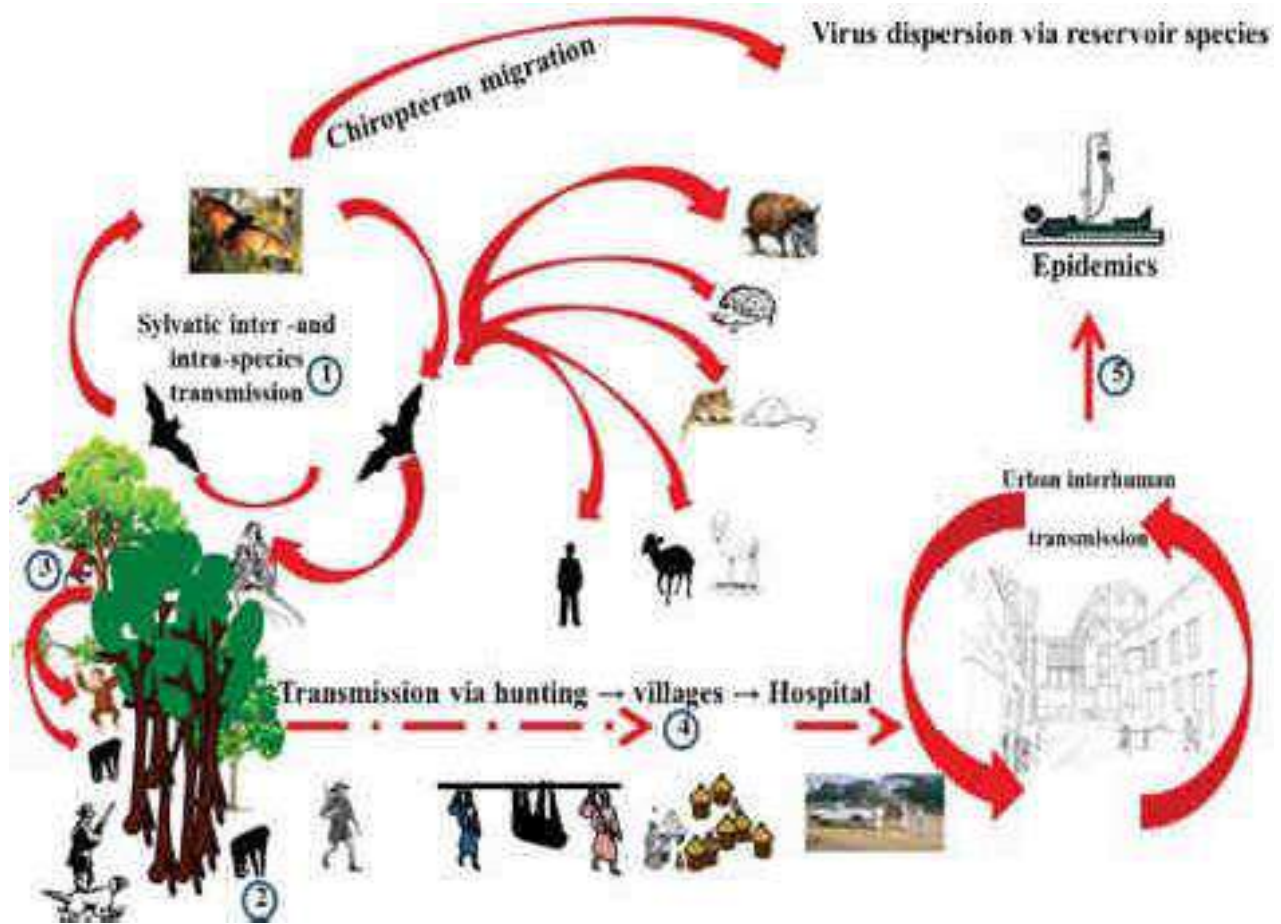 Virus dispersion via reservoir species
Chiropteran migration
Epidemics
Sylvatic inter -and
intra-species
transmission
1
5
Urban interhuman
transmission
3
Transmission via hunting → villages → Hospital
4
2